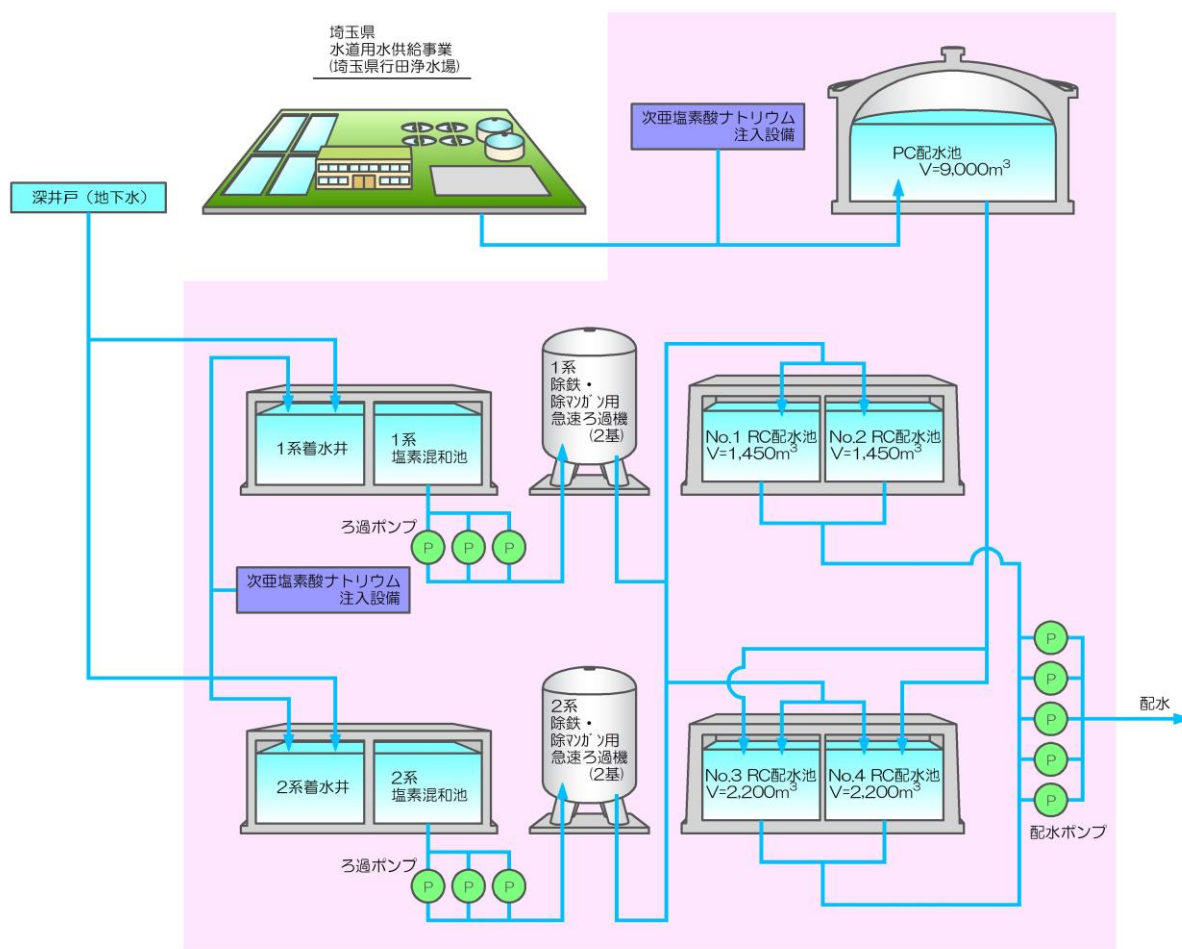 埼玉県
水道用水供給事業
(埼玉県行田浄水場)
次亜塩素酸ナトリウム
注入設備
PC配水池
V=9,000m³
深井戸（地下水）
1系着水井
1系
塩素混和池
1系
除鉄・
除マンガン用
急速ろ過機
(2基)
No.1 RC配水池
V=1,450m³
No.2 RC配水池
V=1,450m³
ろ過ポンプ
P
P
P
次亜塩素酸ナトリウム
注入設備
2系着水井
2系
塩素混和池
2系
除鉄・
除マンガン用
急速ろ過機
(2基)
No.3 RC配水池
V=2,200m³
No.4 RC配水池
V=2,200m³
ろ過ポンプ
P
P
P
P
P
P
P
P
配水ポンプ
配水